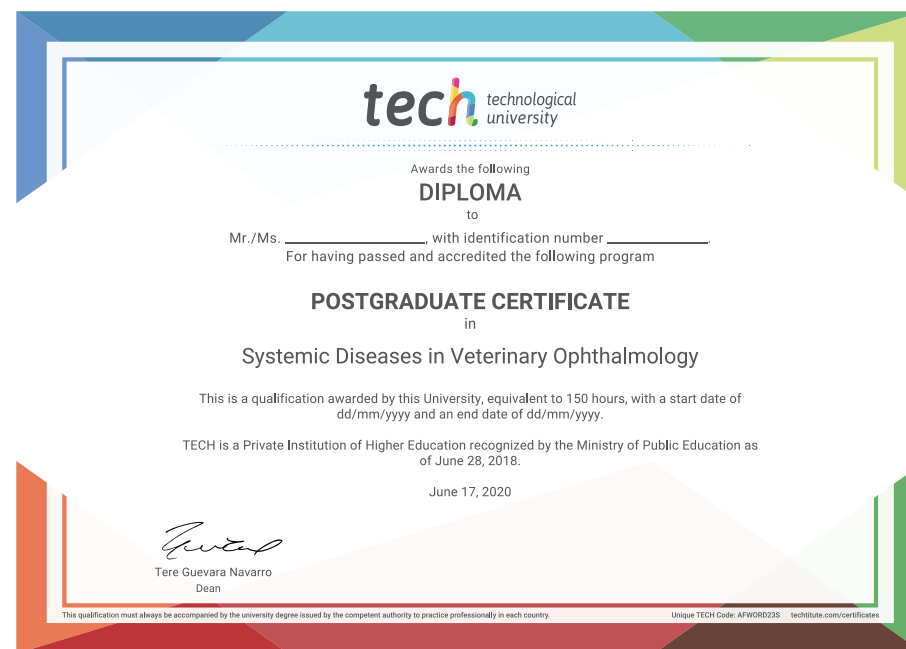 tech technological
university
Awards the following
DIPLOMA
to
Mr./Ms. ____________________, with identification number ______________.
For having passed and accredited the following program
POSTGRADUATE CERTIFICATE
in
Systemic Diseases in Veterinary Ophthalmology
This is a qualification awarded by this University, equivalent to 150 hours, with a start date of
dd/mm/yyyy and an end date of dd/mm/yyyy.
TECH is a Private Institution of Higher Education recognized by the Ministry of Public Education as
of June 28, 2018.
June 17, 2020
Tere Guevara Navarro
Dean
This qualification must always be accompanied by the university degree issued by the competent authority to practice professionally in each country.
Unique TECH Code: AFWORD23S techtitute.com/certificates